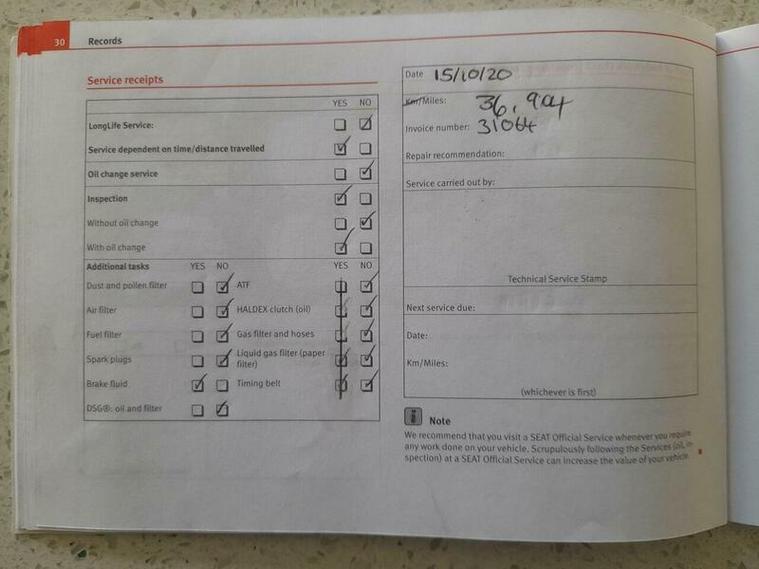 30 Records
Service receipts
YES NO
LongLife Service:
Service dependent on time/distance travelled
Oil change service
Inspection
Without oil change
With oil change
Additional tasks YES NO YES NO
Dust and pollen filter ATF
Air filter HALDEX clutch (oil)
Fuel filter Gas filter and hoses
Spark plugs Liquid gas filter (paper
filter)
Brake fluid Timing belt
DSG®: oil and filter
Date 15/10/20
Km/Miles: 36,904
Invoice number: 31064
Repair recommendation:
Service carried out by:
Technical Service Stamp
Next service due:
Date:
Km/Miles:
(whichever is first)
Note
We recommend that you visit a SEAT Official Service whenever you require
any work done on your vehicle. Scrupulously following the Services (oil, in-
spection) at a SEAT Official Service can increase the value of your vehicle.